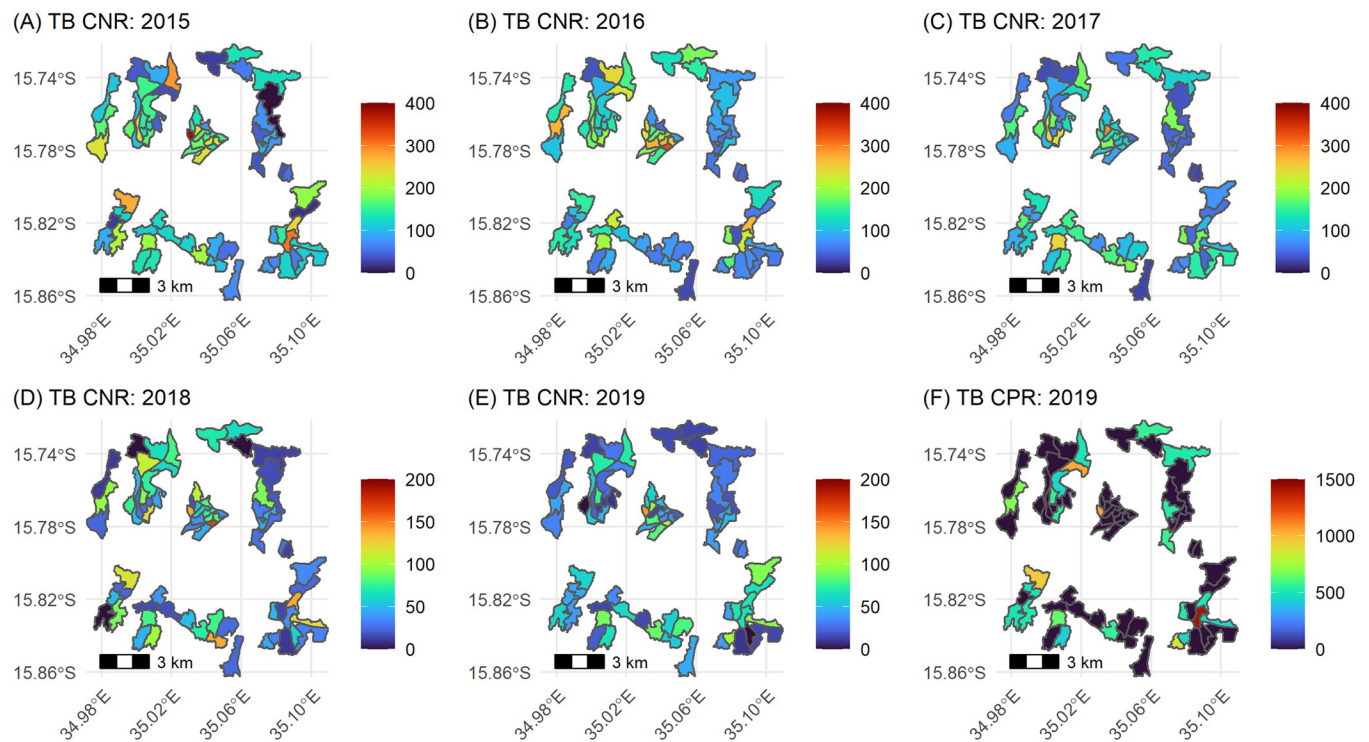 (A) TB CNR: 2015
(B) TB CNR: 2016
(C) TB CNR: 2017
15.74°S
15.78°S
15.82°S
15.86°S
3 km
34.98°E
35.02°E
35.06°E
35.10°E
400
300
200
100
0
15.74°S
15.78°S
15.82°S
15.86°S
3 km
34.98°E
35.02°E
35.06°E
35.10°E
400
300
200
100
0
15.74°S
15.78°S
15.82°S
15.86°S
3 km
34.98°E
35.02°E
35.06°E
35.10°E
400
300
200
100
0
(D) TB CNR: 2018
(E) TB CNR: 2019
(F) TB CPR: 2019
15.74°S
15.78°S
15.82°S
15.86°S
3 km
34.98°E
35.02°E
35.06°E
35.10°E
200
150
100
50
0
15.74°S
15.78°S
15.82°S
15.86°S
3 km
34.98°E
35.02°E
35.06°E
35.10°E
200
150
100
50
0
15.74°S
15.78°S
15.82°S
15.86°S
3 km
34.98°E
35.02°E
35.06°E
35.10°E
1500
1000
500
0